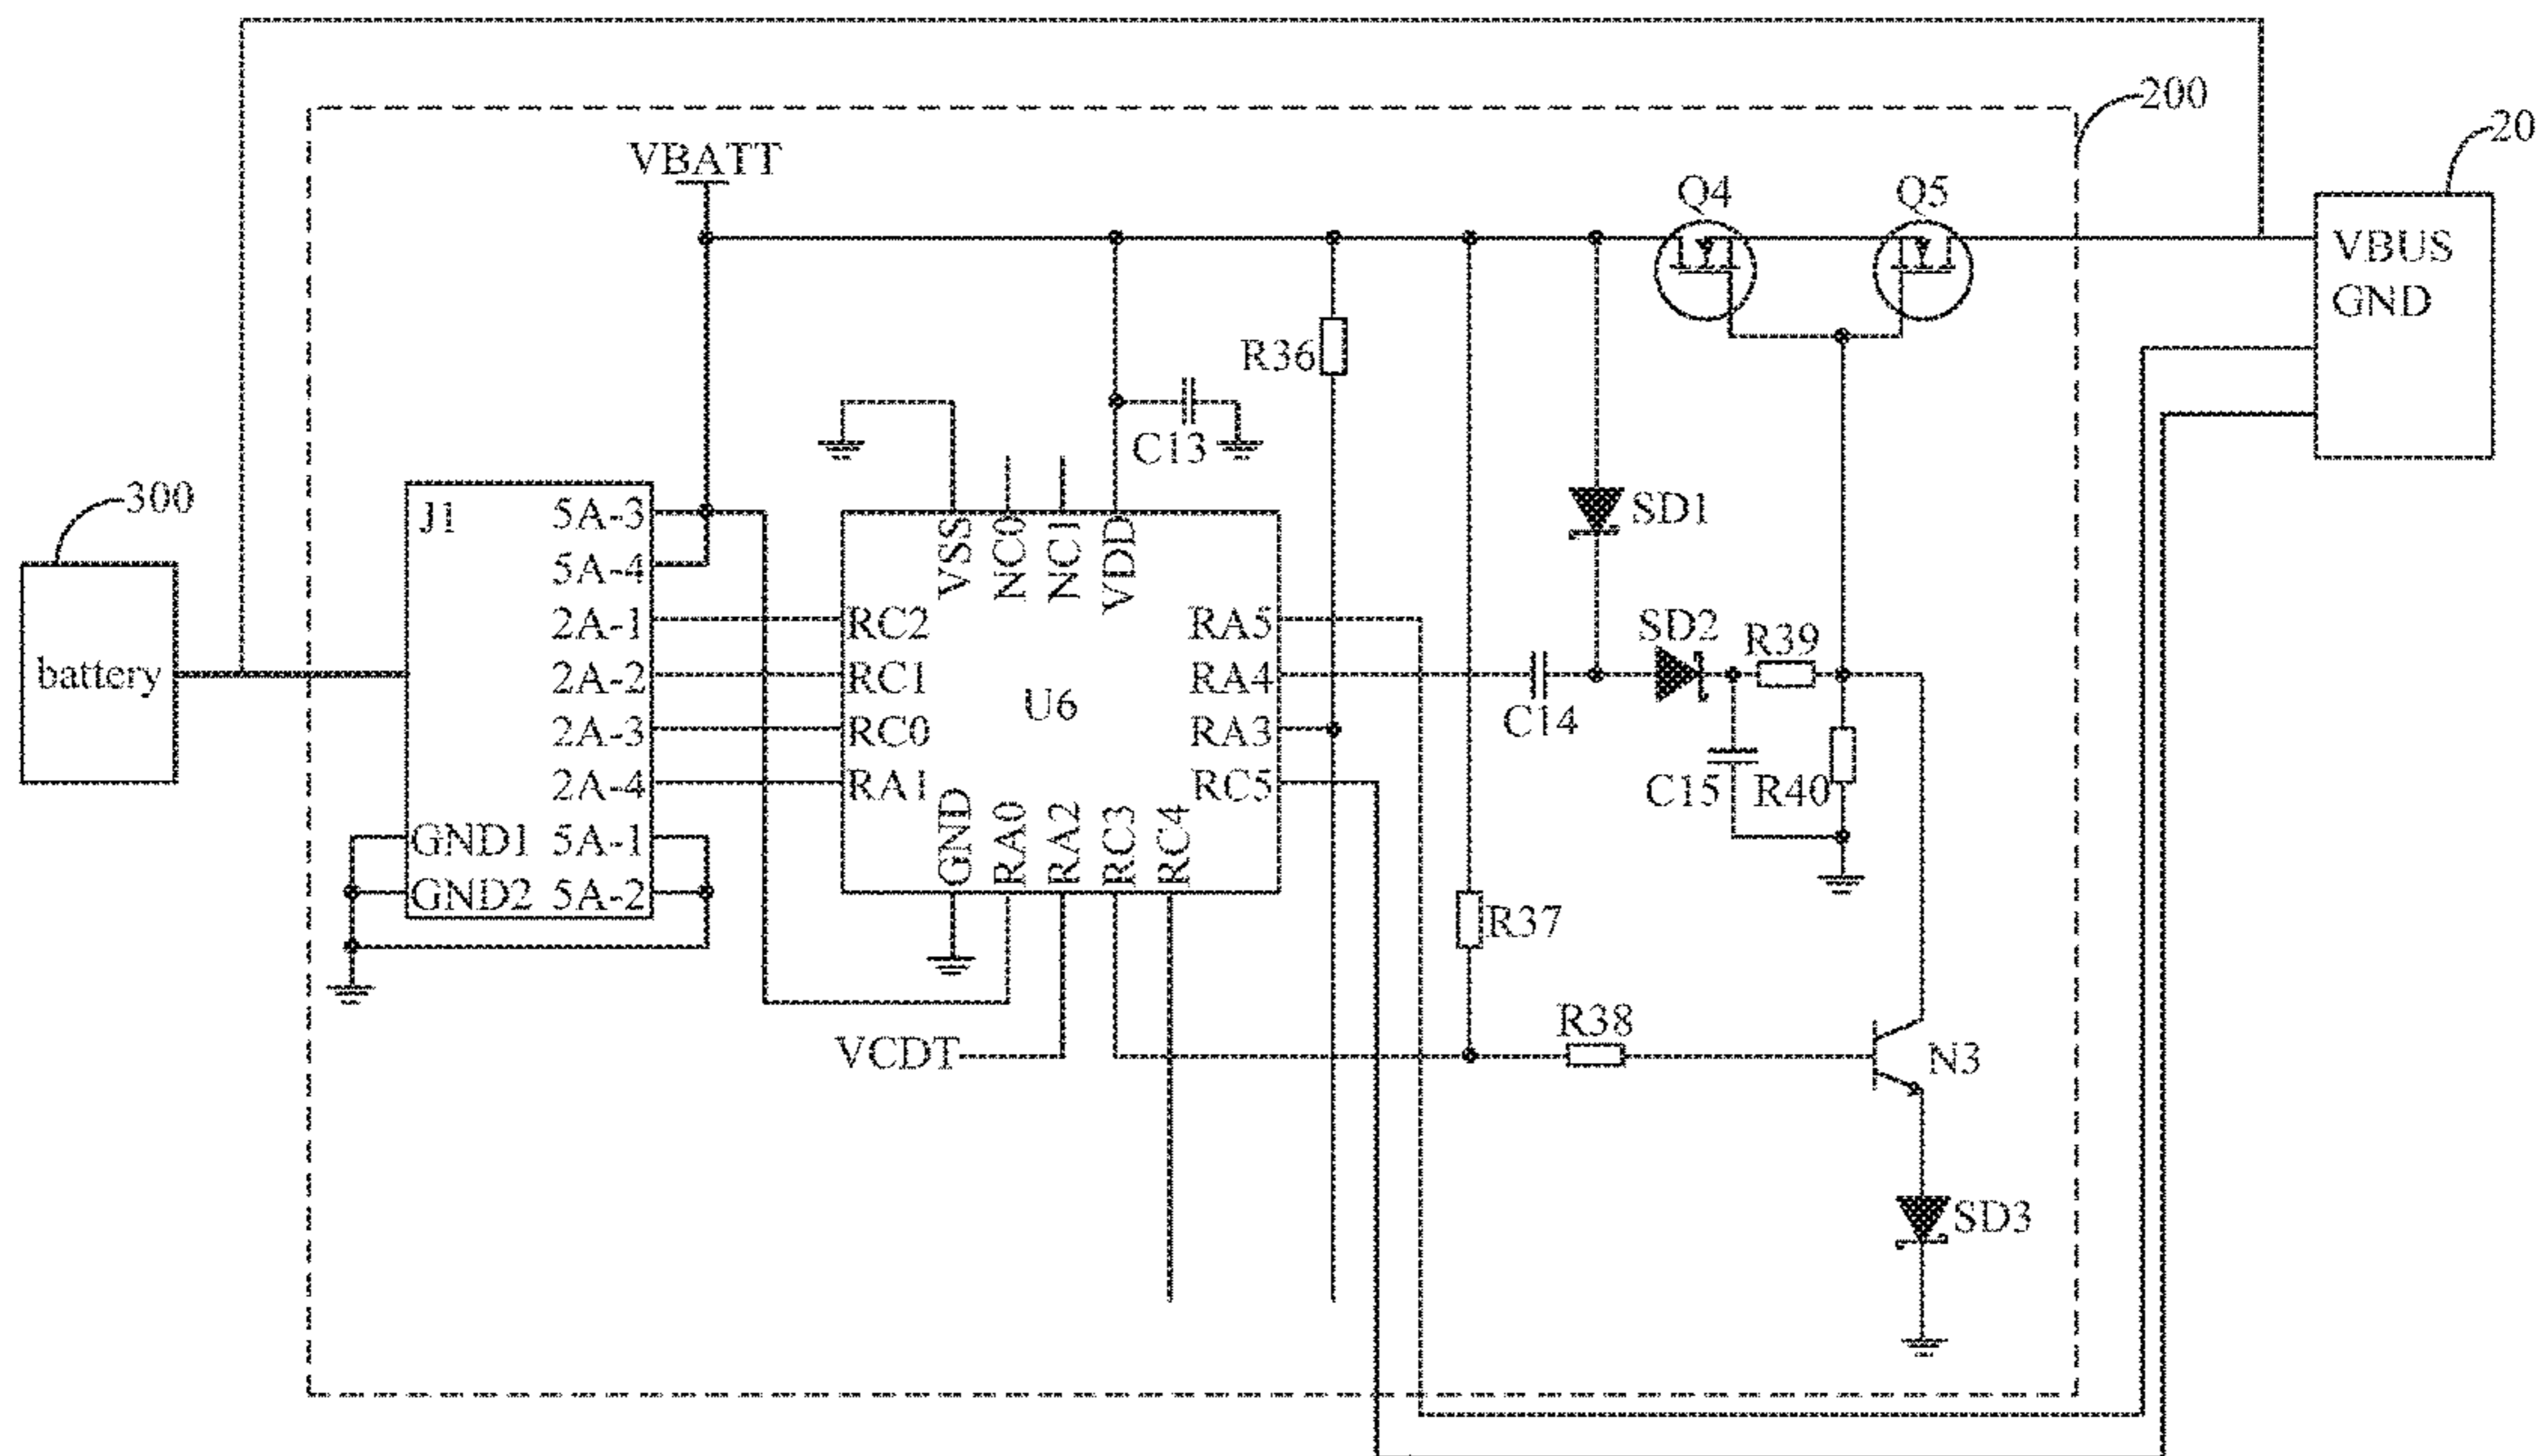 200
20
VBATT
Q4
Q5
VBUS
GND
R36
C13
300
J1
5A-3
5A-4
2A-1
2A-2
2A-3
2A-4
GND1
5A-1
GND2
5A-2
battery
VSS
NC0
NC1
VDD
RC2
RC1
RC0
RA1
U6
RA5
RA4
RA3
RC5
GND
RA0
RA2
RC3
RC4
SD1
SD2
R39
C14
C15
R40
R37
VCDT
R38
N3
SD3